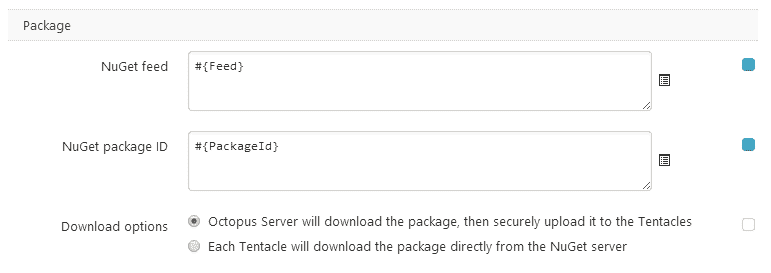 Package
NuGet feed
#{Feed}
NuGet package ID
#{PackageId}
Download options
Octopus Server will download the package, then securely upload it to the Tentacles
Each Tentacle will download the package directly from the NuGet server